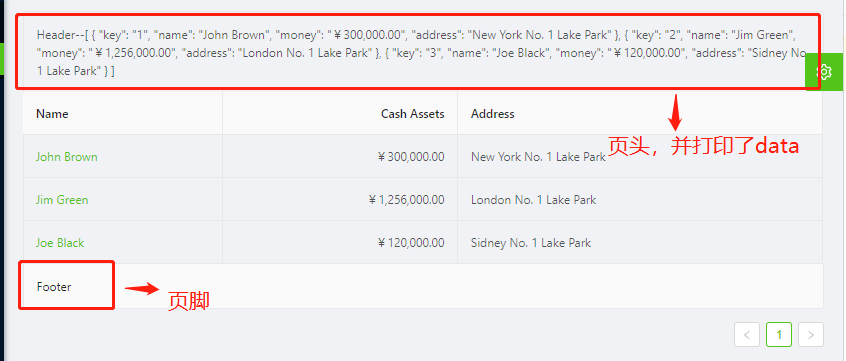 Header--[ { "key": "1", "name": "John Brown", "money": "￥300,000.00", "address": "New York No. 1 Lake Park" }, { "key": "2", "name": "Jim Green",
"money": "￥1,256,000.00", "address": "London No. 1 Lake Park" }, { "key": "3", "name": "Joe Black", "money": "￥120,000.00", "address": "Sidney No.
1 Lake Park" } ]
Name Cash Assets Address
页头，并打印了data
John Brown ￥300,000.00 New York No. 1 Lake Park
Jim Green ￥1,256,000.00 London No. 1 Lake Park
Joe Black ￥120,000.00 Sidney No. 1 Lake Park
Footer
页脚
< 1 >